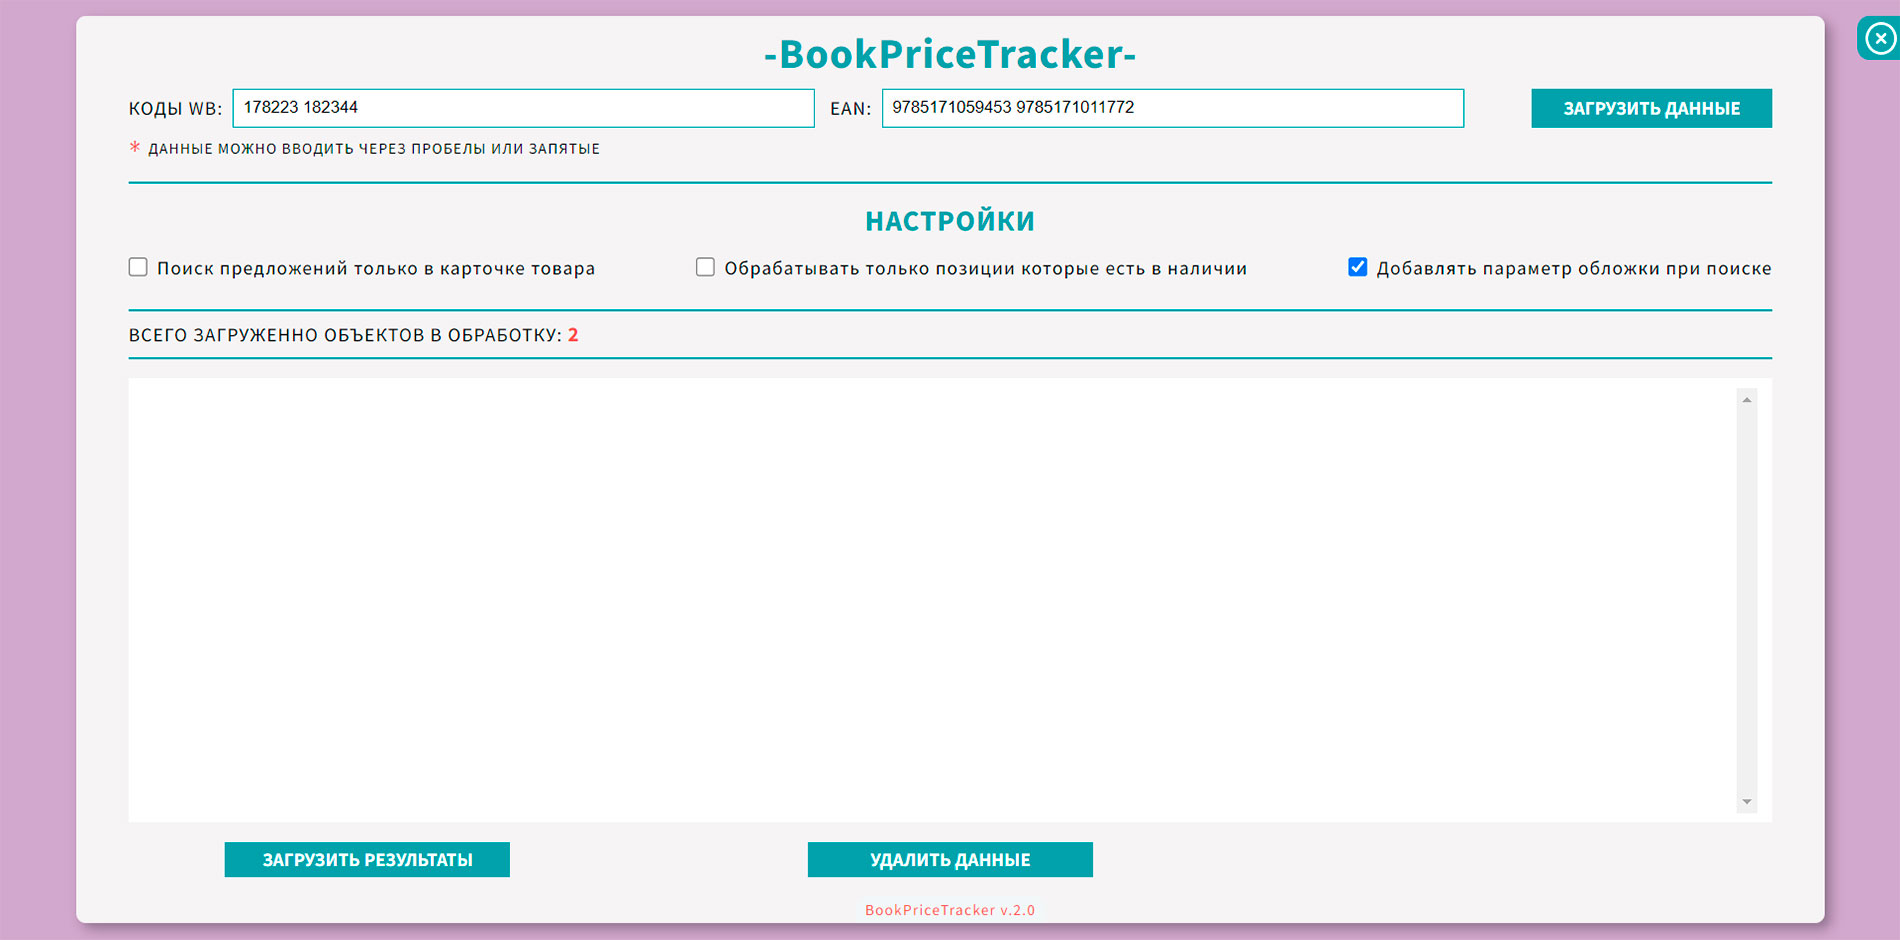 -BookPriceTracker-
КОДЫ WB: 178223 182344 EAN: 9785171059453 9785171011772 ЗАГРУЗИТЬ ДАННЫЕ
* ДАННЫЕ МОЖНО ВВОДИТЬ ЧЕРЕЗ ПРОБЕЛЫ ИЛИ ЗАПЯТЫЕ
НАСТРОЙКИ
Поиск предложений только в карточке товара Обрабатывать только позиции которые есть в наличии Добавлять параметр обложки при поиске
ВСЕГО ЗАГРУЖЕННО ОБЪЕКТОВ В ОБРАБОТКУ: 2
ЗАГРУЗИТЬ РЕЗУЛЬТАТЫ УДАЛИТЬ ДАННЫЕ
BookPriceTracker v.2.0